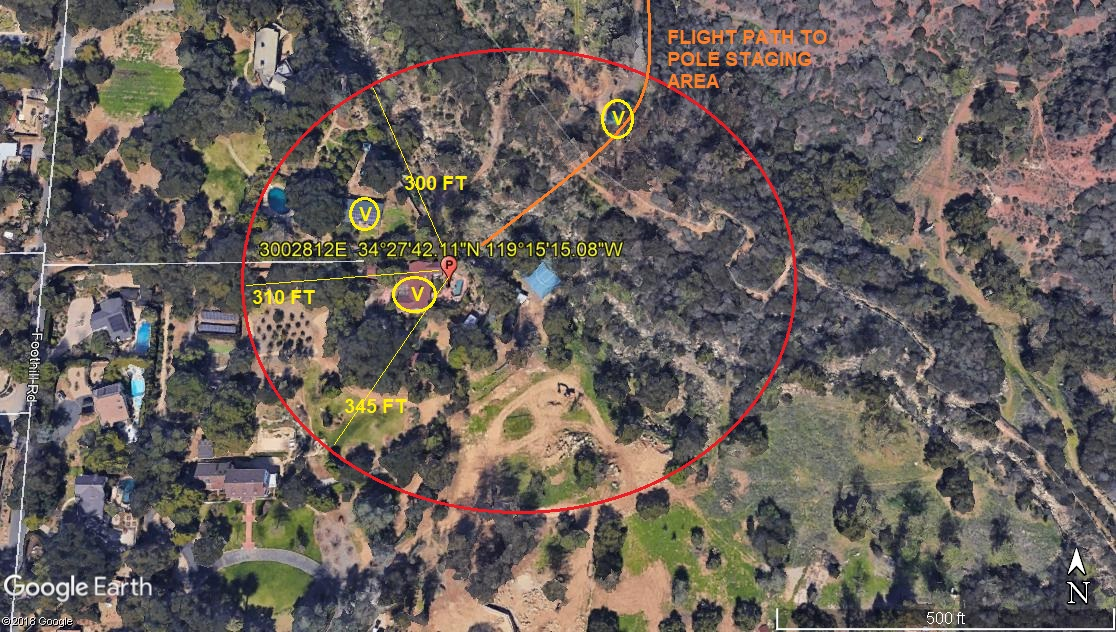 FLIGHT PATH TO
POLE STAGING
AREA
V
300 FT
V
3002812E 34°27'42.11"N 119°15'15.08"W
P
V
310 FT
Foothill-Rd
345 FT
Google Earth
N
©2018 Google
500 ft